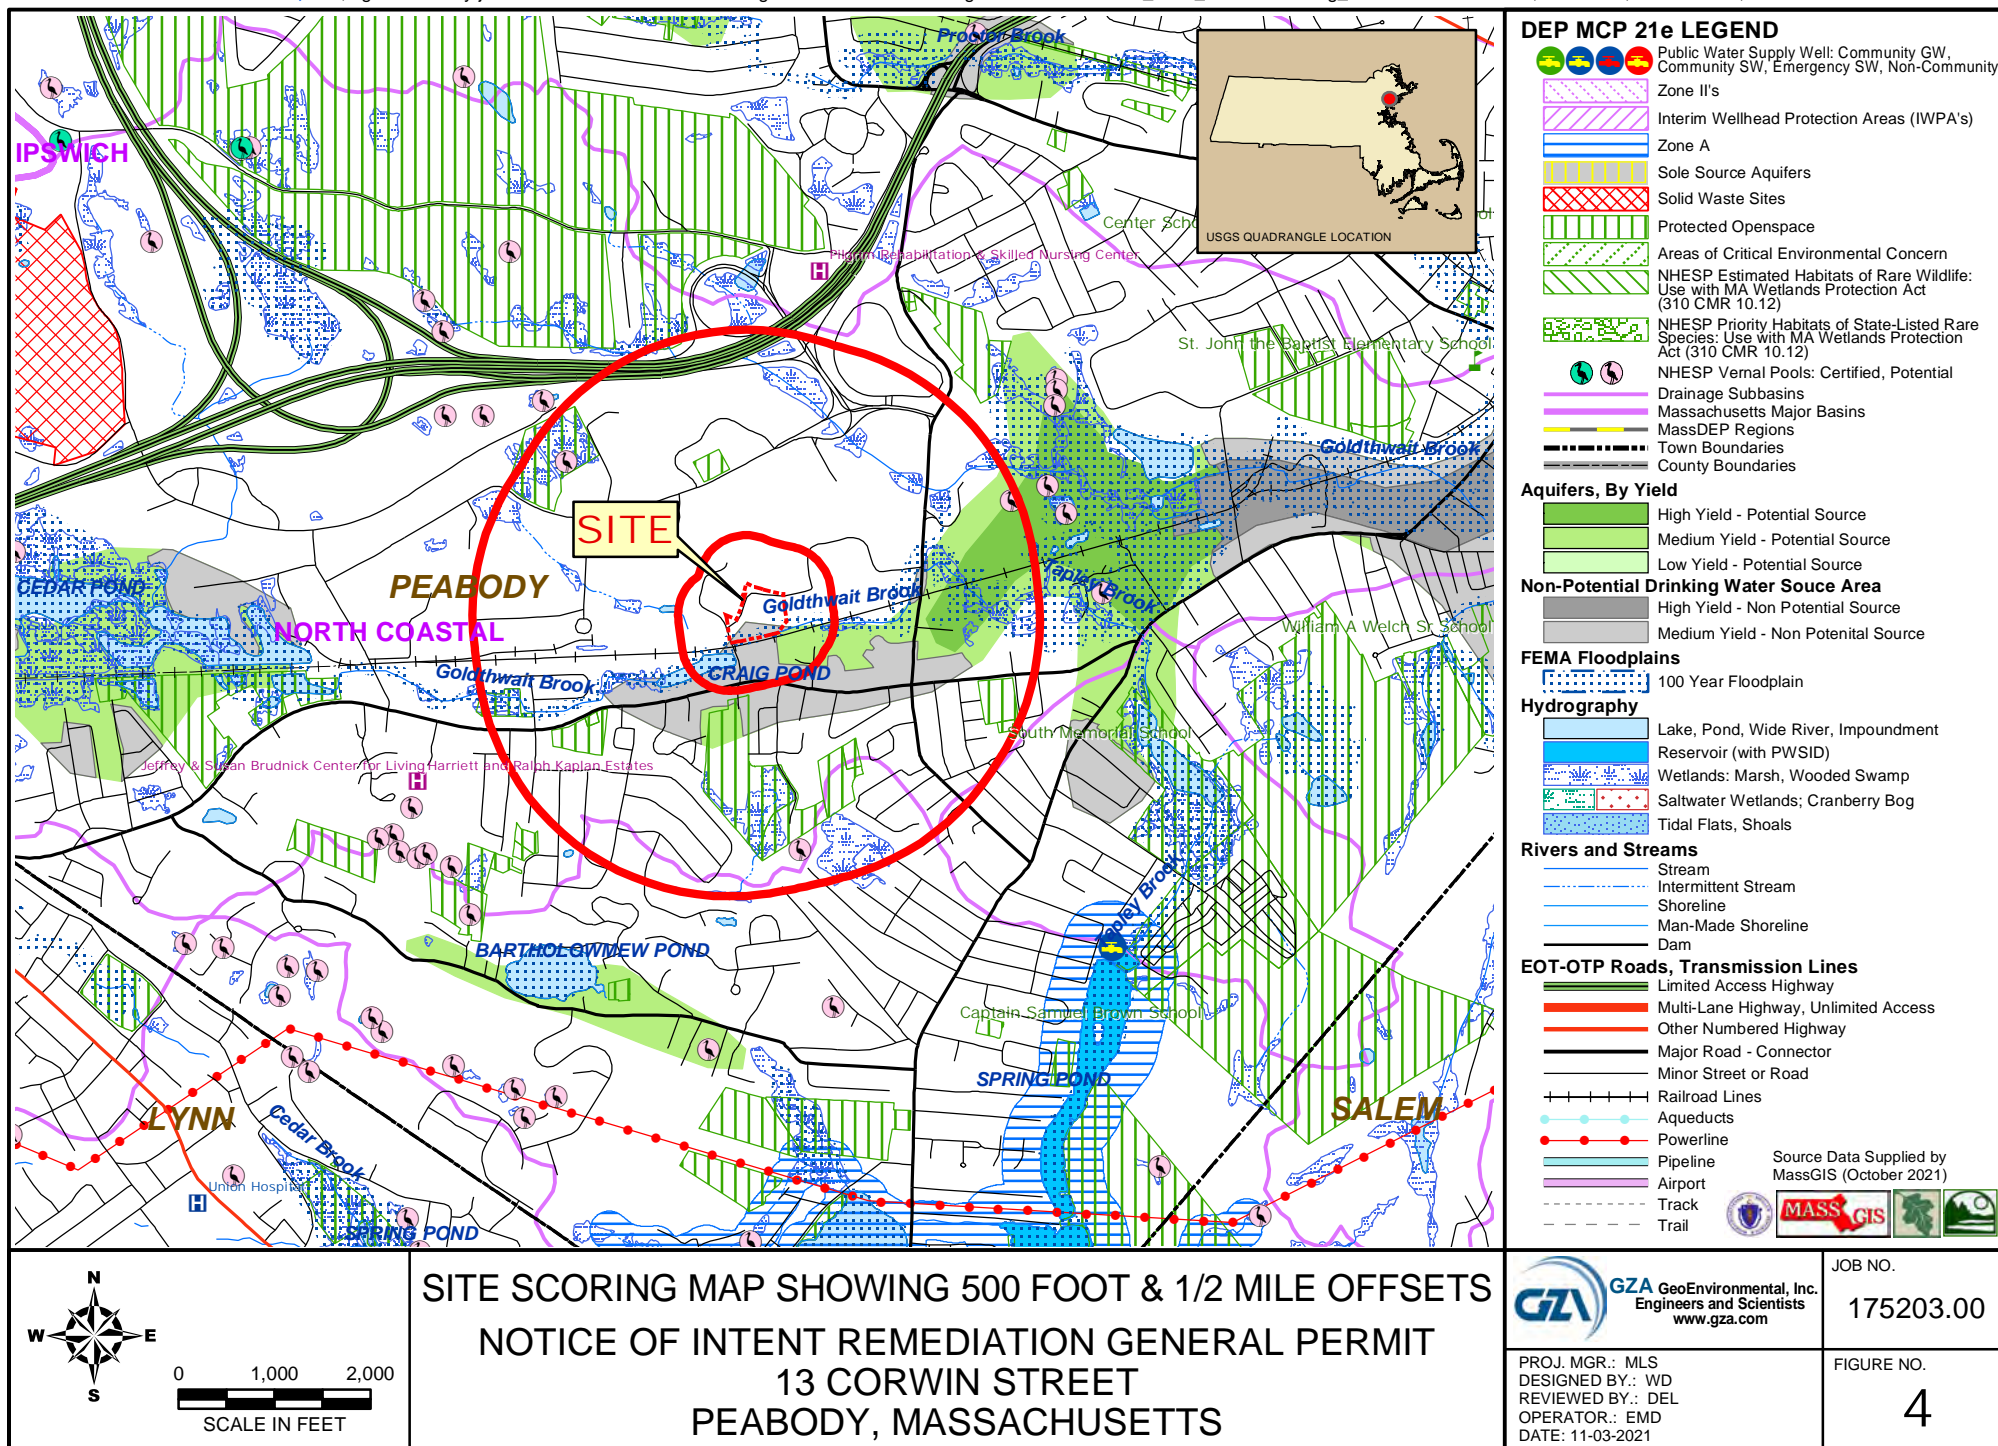 Proctor Brook
IPSWICH
Center Scho
ol
Pilgrim Rehabilitation & Skilled Nursing Center
USGS QUADRANGLE LOCATION
St. John the Baptist Elementary School
Goldthwait Brook
SITE
CEDAR POND
PEABODY
Goldthwait Brook
Tapley Brook
NORTH COASTAL
William A Welch Sr School
Goldthwait Brook
CRAIG POND
South Memorial School
Jeffrey & Susan Brudnick Center for Living Harriett and Ralph Kaplan Estates
H
H
Tapley Brook
BARTHOLOWMEW POND
Captain Samuel Brown School
SPRING POND
LYNN
Cedar Brook
SALEM
Union Hospital
H
SPRING POND
DEP MCP 21e LEGEND
Public Water Supply Well: Community GW,
Community SW, Emergency SW, Non-Community
Zone II's
Interim Wellhead Protection Areas (IWPA's)
Zone A
Sole Source Aquifers
Solid Waste Sites
Protected Openspace
Areas of Critical Environmental Concern
NHESP Estimated Habitats of Rare Wildlife:
Use with MA Wetlands Protection Act
(310 CMR 10.12)
NHESP Priority Habitats of State-Listed Rare
Species: Use with MA Wetlands Protection
Act (310 CMR 10.12)
NHESP Vernal Pools: Certified, Potential
Drainage Subbasins
Massachusetts Major Basins
MassDEP Regions
Town Boundaries
County Boundaries
Aquifers, By Yield
High Yield - Potential Source
Medium Yield - Potential Source
Low Yield - Potential Source
Non-Potential Drinking Water Souce Area
High Yield - Non Potential Source
Medium Yield - Non Potenital Source
FEMA Floodplains
100 Year Floodplain
Hydrography
Lake, Pond, Wide River, Impoundment
Reservoir (with PWSID)
Wetlands: Marsh, Wooded Swamp
Saltwater Wetlands; Cranberry Bog
Tidal Flats, Shoals
Rivers and Streams
Stream
Intermittent Stream
Shoreline
Man-Made Shoreline
Dam
EOT-OTP Roads, Transmission Lines
Limited Access Highway
Multi-Lane Highway, Unlimited Access
Other Numbered Highway
Major Road - Connector
Minor Street or Road
Railroad Lines
Aqueducts
Powerline
Pipeline
Airport
Track
Trail
Source Data Supplied by
MassGIS (October 2021)
MASS GIS
N
W E
S
0 1,000 2,000
SCALE IN FEET
SITE SCORING MAP SHOWING 500 FOOT & 1/2 MILE OFFSETS
NOTICE OF INTENT REMEDIATION GENERAL PERMIT
13 CORWIN STREET
PEABODY, MASSACHUSETTS
GZA
GZA GeoEnvironmental, Inc.
Engineers and Scientists
www.gza.com
JOB NO.
175203.00
PROJ. MGR.: MLS
DESIGNED BY.: WD
REVIEWED BY.: DEL
OPERATOR.: EMD
DATE: 11-03-2021
FIGURE NO.
4